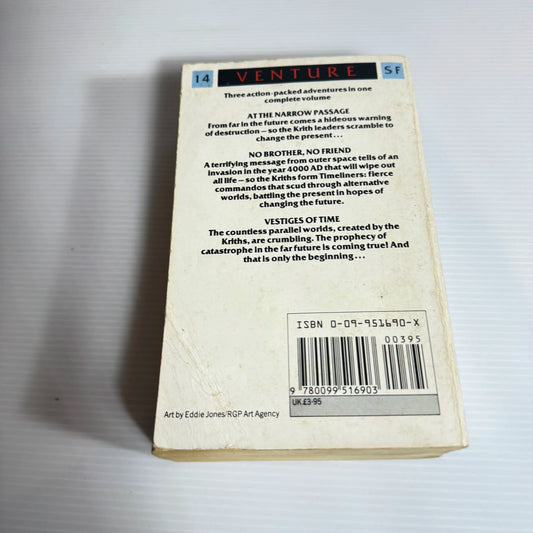 14 VENTURE SF
Three action-packed adventures in one
complete volume
AT THE NARROW PASSAGE
From far in the future comes a hideous warning
of destruction – so the Krith leaders scramble to
change the present...
NO BROTHER, NO FRIEND
A terrifying message from outer space tells of an
invasion in the year 4000 AD that will wipe out
all life – so the Kriths form Timeliners: fierce
commandos that scud through alternative
worlds, battling the present in hopes of
changing the future.
VESTIGES OF TIME
The countless parallel worlds, created by the
Kriths, are crumbling. The prophecy of
catastrophe in the far future is coming true! And
that is only the beginning...
ISBN 0-09-951690-X
00395
9 780099 516903
UK £3·95
Art by Eddie Jones/RGP Art Agency